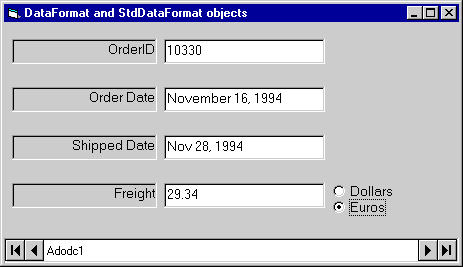 DataFormat and StdDataFormat objects
OrderID 10330
Order Date November 16, 1994
Shipped Date Nov 28, 1994
Freight 29.34 Dollars
Euros
Adodc1